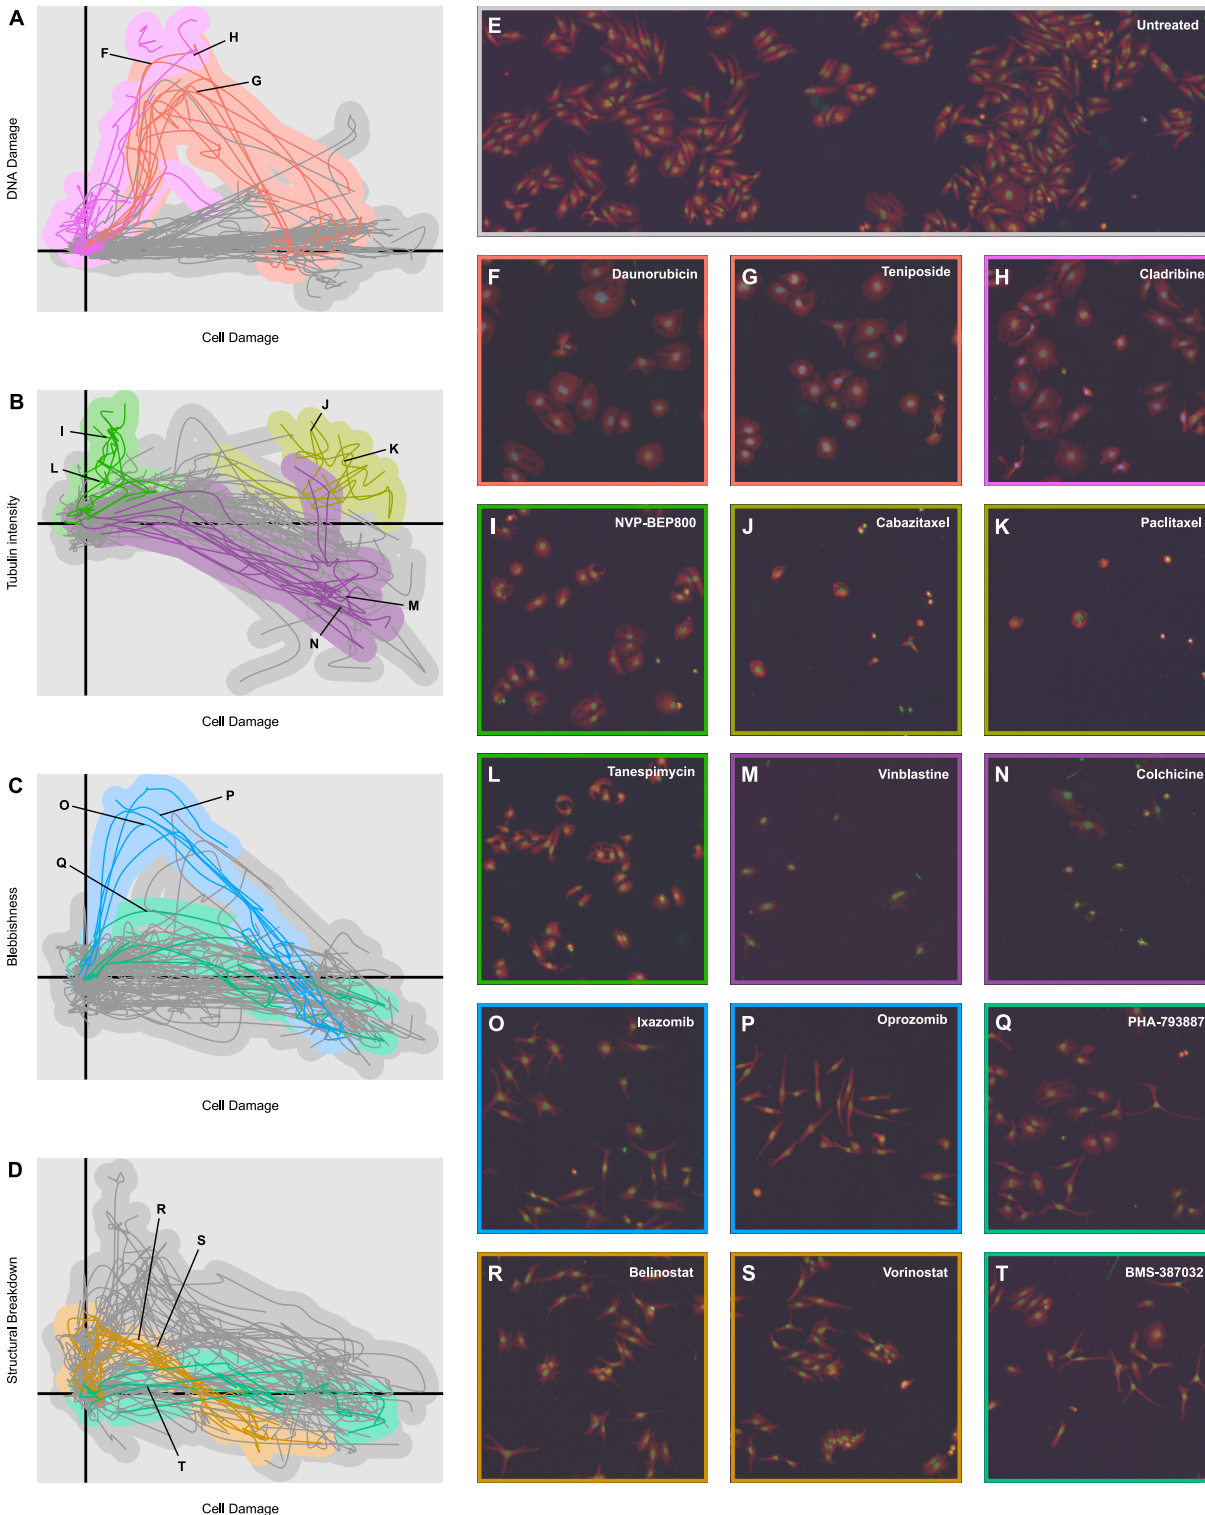 A
DNA Damage
F
H
G
Cell Damage
B
Tubulin intensity
I
L
J
K
M
N
Cell Damage
C
Blebbishness
O
P
Q
Cell Damage
D
Structural Breakdown
R
S
T
Cell Damage
E
Untreated
F
Daunorubicin
G
Teniposide
H
Cladribine
I
NVP-BEP800
J
Cabazitaxel
K
Paclitaxel
L
Tanespimycin
M
Vinblastine
N
Colchicine
O
Ixazomib
P
Oprozomib
Q
PHA-793887
R
Belinostat
S
Vorinostat
T
BMS-387032